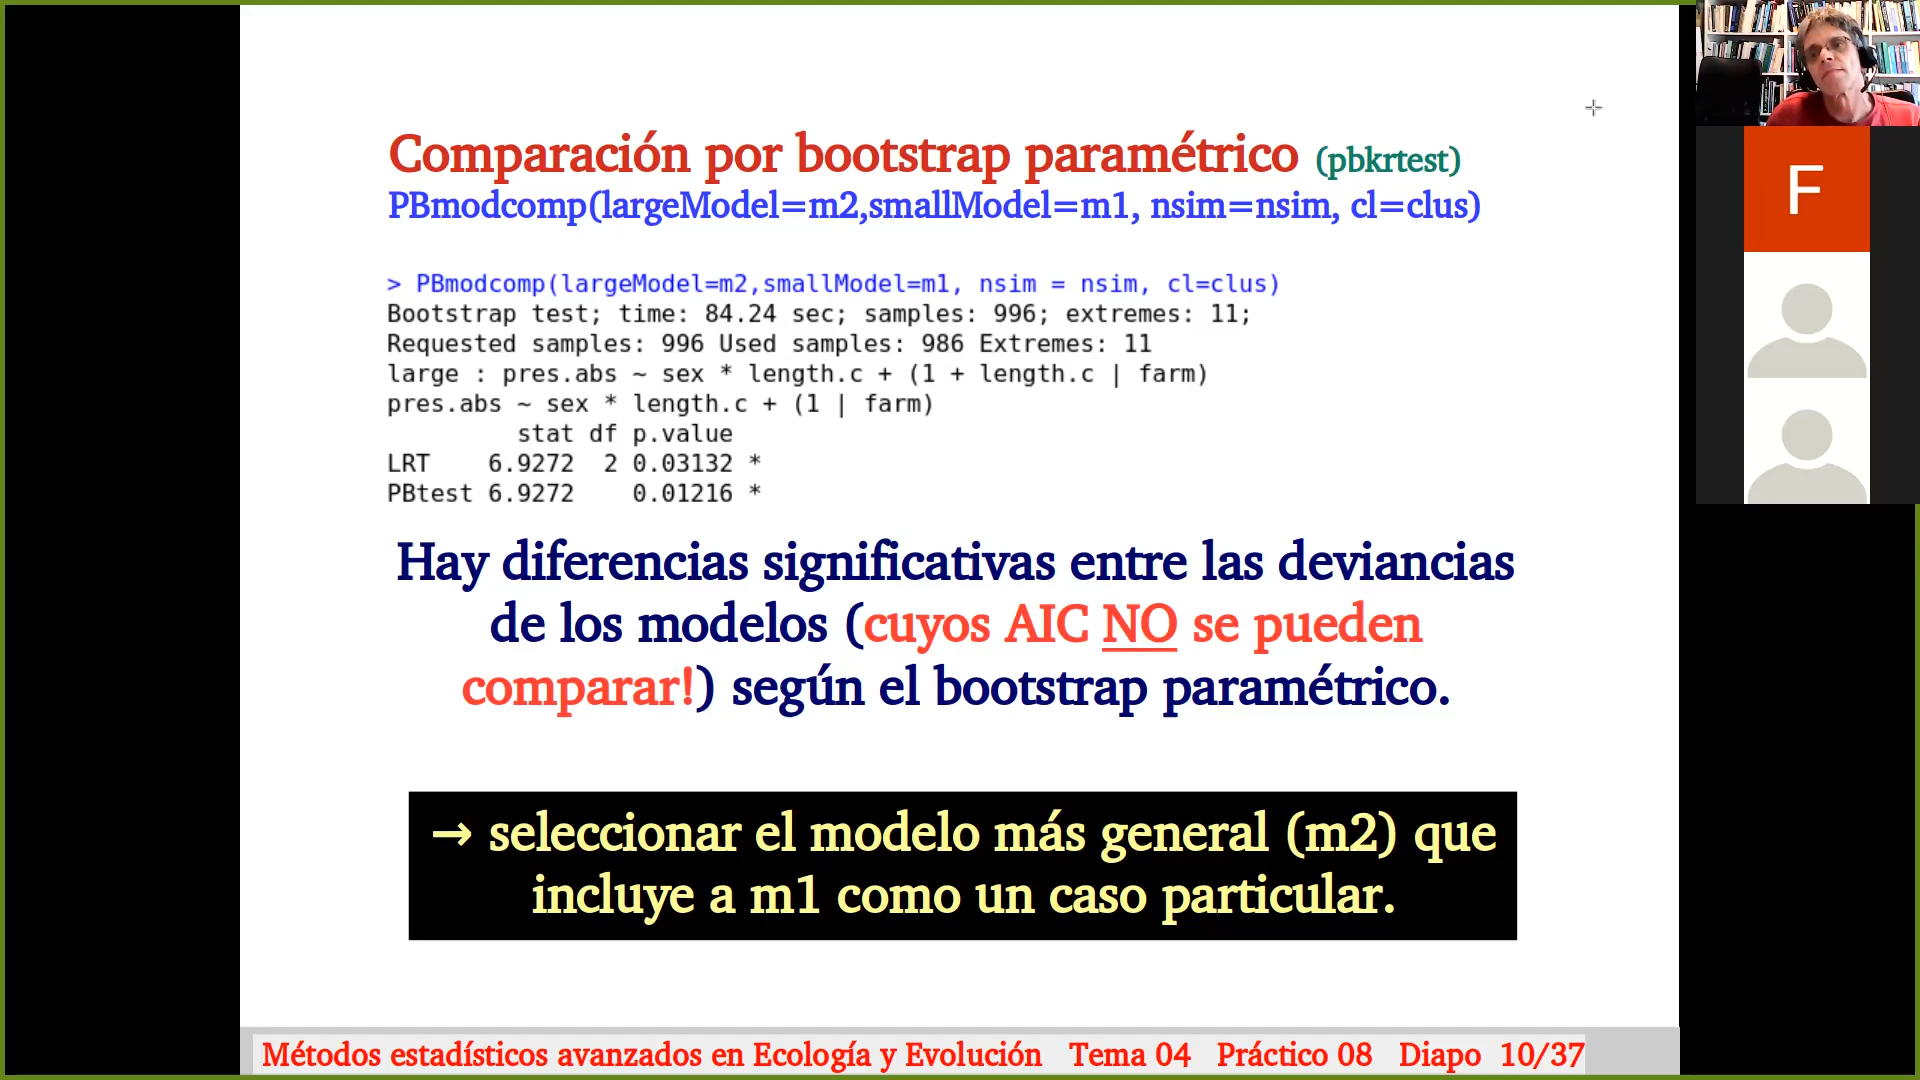 Comparación por bootstrap paramétrico (pbkrtest)
PBmodcomp(largeModel=m2,smallModel=m1, nsim=nsim, cl=clus)
> PBmodcomp(largeModel=m2,smallModel=m1, nsim = nsim, cl=clus)
Bootstrap test; time: 84.24 sec; samples: 996; extremes: 11;
Requested samples: 996 Used samples: 986 Extremes: 11
large : pres.abs ~ sex * length.c + (1 + length.c | farm)
pres.abs ~ sex * length.c + (1 | farm)
stat df p.value
LRT 6.9272 2 0.03132 *
PBtest 6.9272 0.01216 *
Hay diferencias significativas entre las deviancias
de los modelos (cuyos AIC NO se pueden
comparar!) según el bootstrap paramétrico.
→ seleccionar el modelo más general (m2) que
incluye a m1 como un caso particular.
Métodos estadísticos avanzados en Ecología y Evolución Tema 04 Práctico 08 Diapo 10/37
F